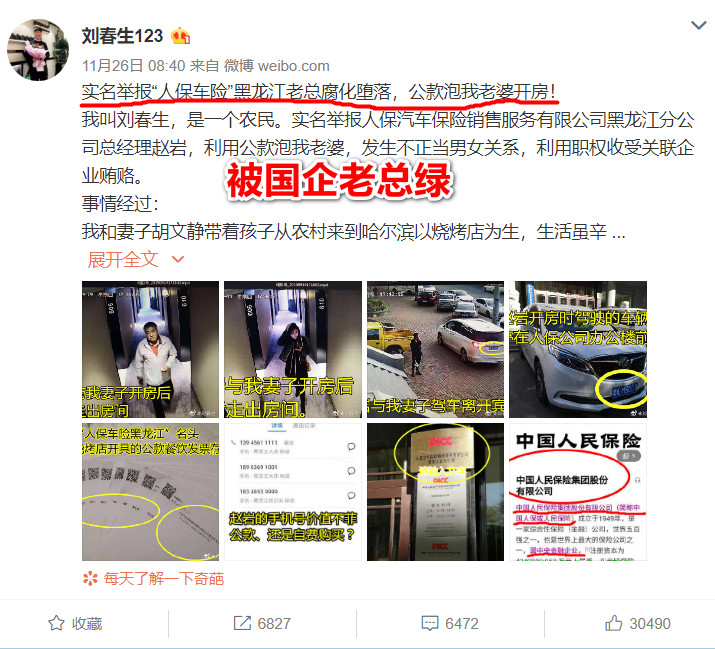 刘春生123
11月26日 08:40 来自 微博 weibo.com
实名举报“人保车险”黑龙江老总腐化堕落，公款泡我老婆开房！
我叫刘春生，是一个农民。实名举报人保汽车保险销售服务有限公司黑龙江分公
司总经理赵岩，利用公款泡我老婆，发生不正当男女关系，利用职权收受关联企
业贿赂。
被国企老总绿
事情经过：
我和妻子胡文静带着孩子从农村来到哈尔滨以烧烤店为生，生活虽辛 ...
展开全文
609
610
我妻子开房后
走出房间
609
610
与我妻子开房后
走出房间。
与我妻子驾车离开宾
赵岩开房时驾驶的车辆
停在人保公司办公楼前
“人保车险黑龙江”名头
烤店开具的公款餐饮发票存
详情
139 4561 1111
189 6369 1001
183 4853 9999
赵岩的手机号价值不菲
公款、还是自费购买？
PICC
PICC
PICC
中国人民保险
中国人民保险集团股份
有限公司
中国人民保险集团股份有限公司（简称中
国人保或人民保险），成立于1949年，是
一家综合性保险（金融）公司，世界五百
强之一，也是世界上最大的保险公司之
一，属中央金融企业，注册资本为
每天了解一下奇葩
收藏
6827
6472
30490